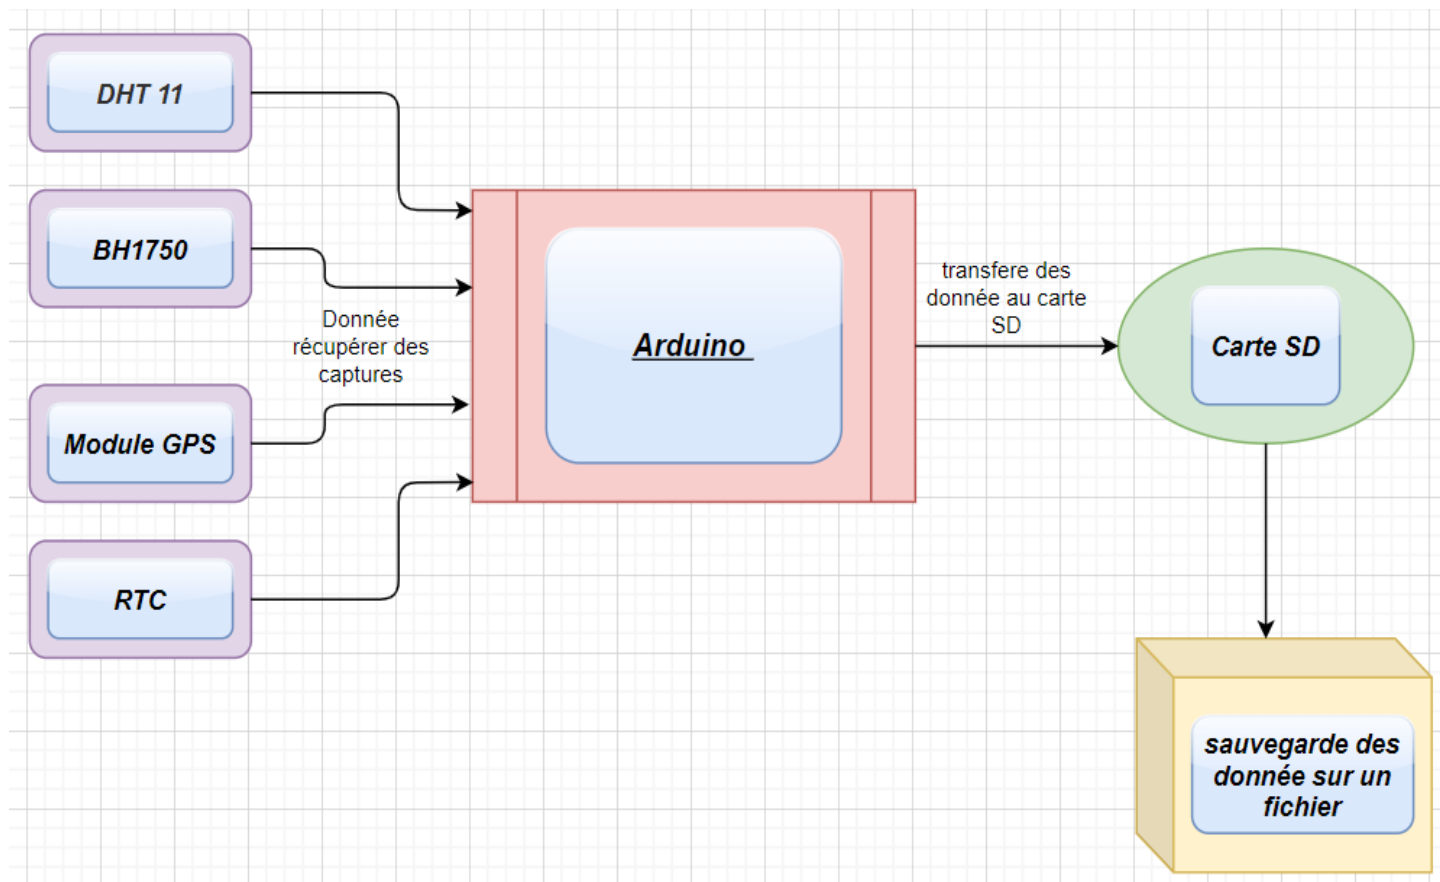 DHT 11
BH1750
Donnée
récupérer des
captures
Module GPS
RTC
Arduino
transfere des
donnée au carte
SD
Carte SD
sauvegarde des
donnée sur un
fichier